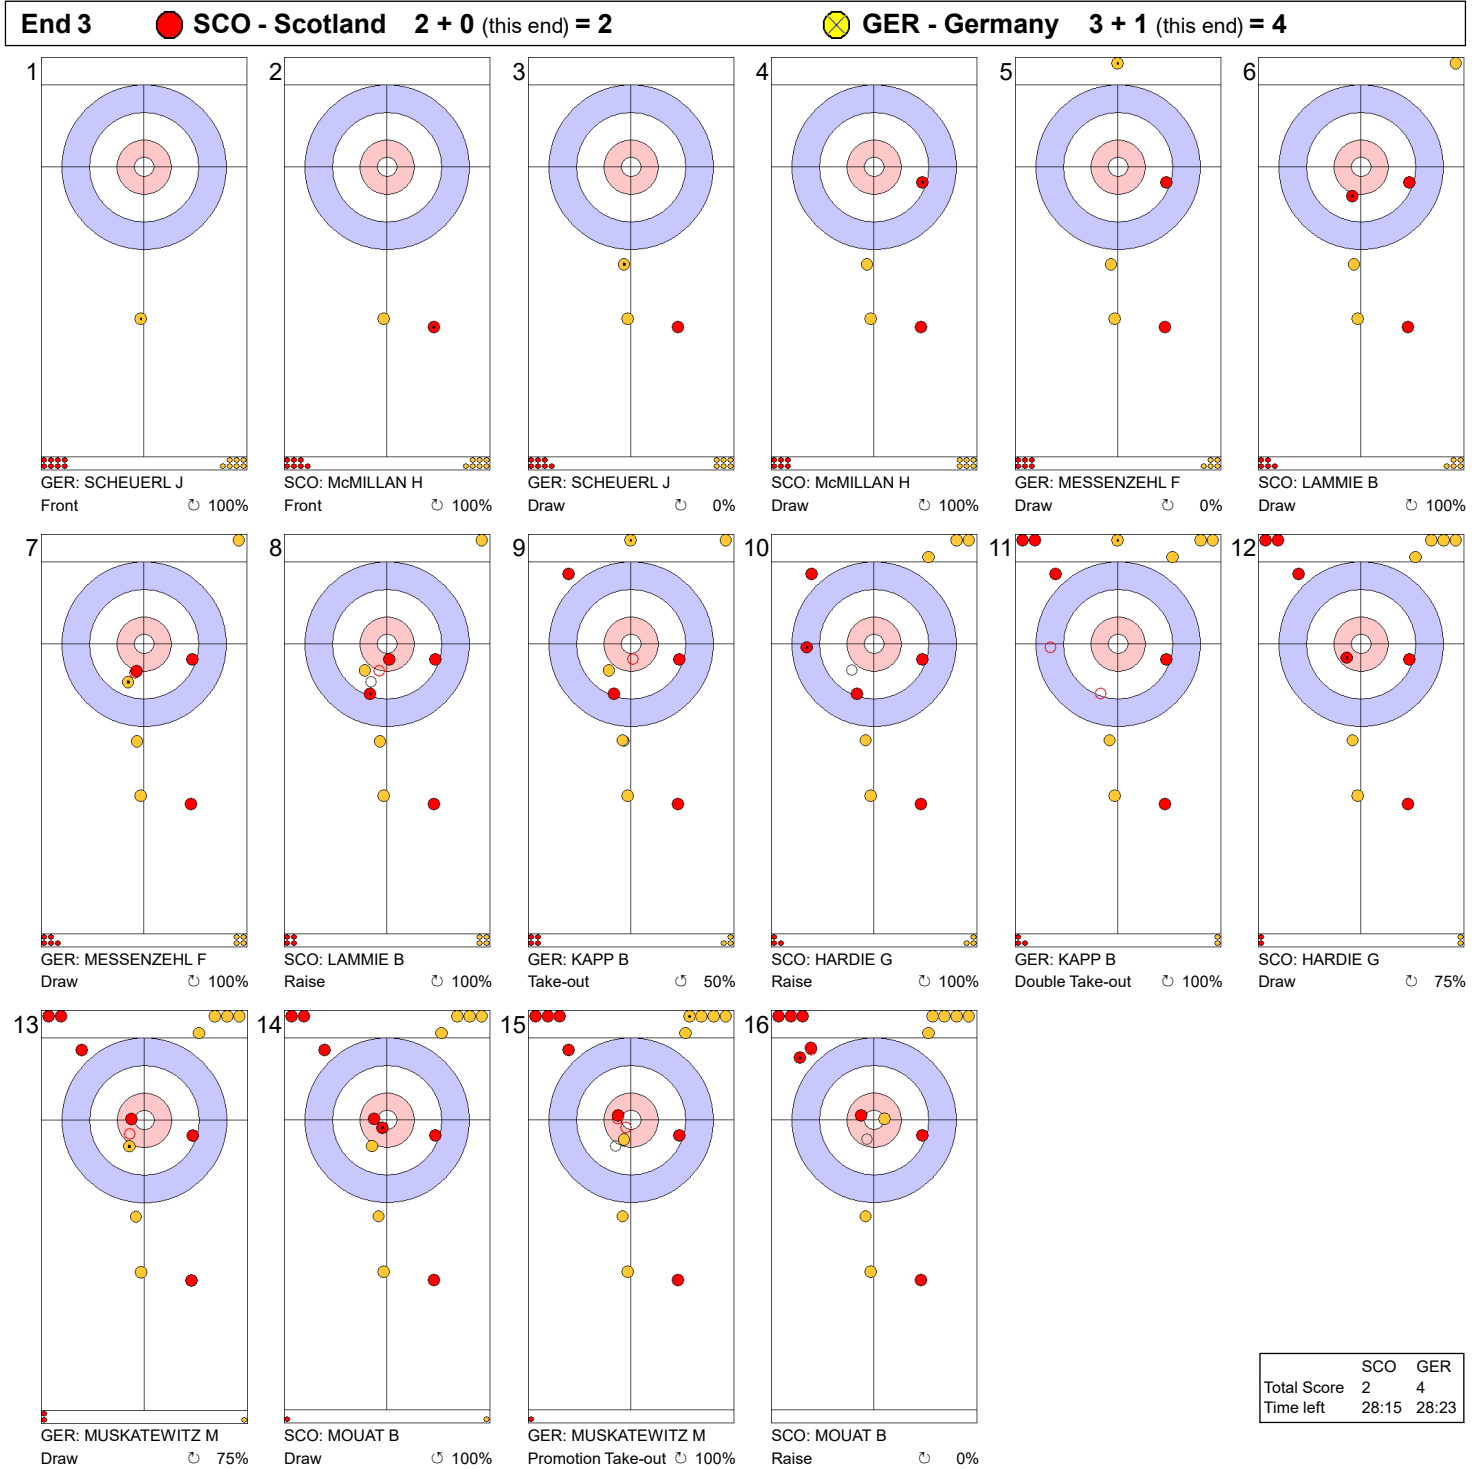 End 3 SCO - Scotland 2 + 0 (this end) = 2 GER - Germany 3 + 1 (this end) = 4
1 2 3 4 5 6
GER: SCHEUERL J SCO: McMILLAN H GER: SCHEUERL J SCO: McMILLAN H GER: MESSENZEHL F SCO: LAMMIE B
Front ↻ 100% Front ↻ 100% Draw ↻ 0% Draw ↻ 100% Draw ↻ 0% Draw ↻ 100%
7 8 9 10 11 12
GER: MESSENZEHL F SCO: LAMMIE B GER: KAPP B SCO: HARDIE G GER: KAPP B SCO: HARDIE G
Draw ↻ 100% Raise ↻ 100% Take-out ↺ 50% Raise ↻ 100% Double Take-out ↻ 100% Draw ↻ 75%
13 14 15 16
GER: MUSKATEWITZ M SCO: MOUAT B GER: MUSKATEWITZ M SCO: MOUAT B
Draw ↻ 75% Draw ↺ 100% Promotion Take-out ↻ 100% Raise ↻ 0%
SCO GER
Total Score 2 4
Time left 28:15 28:23